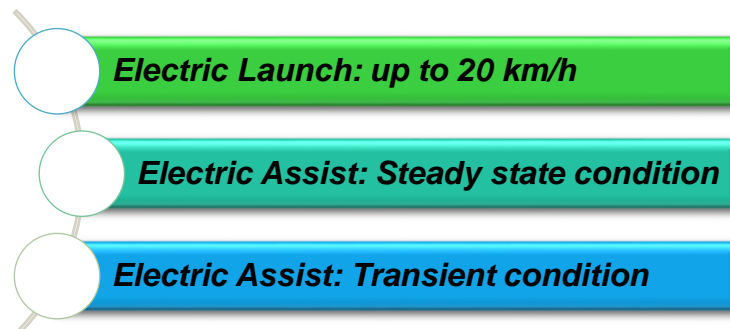 Electric Launch: up to 20 km/h
Electric Assist: Steady state condition
Electric Assist: Transient condition